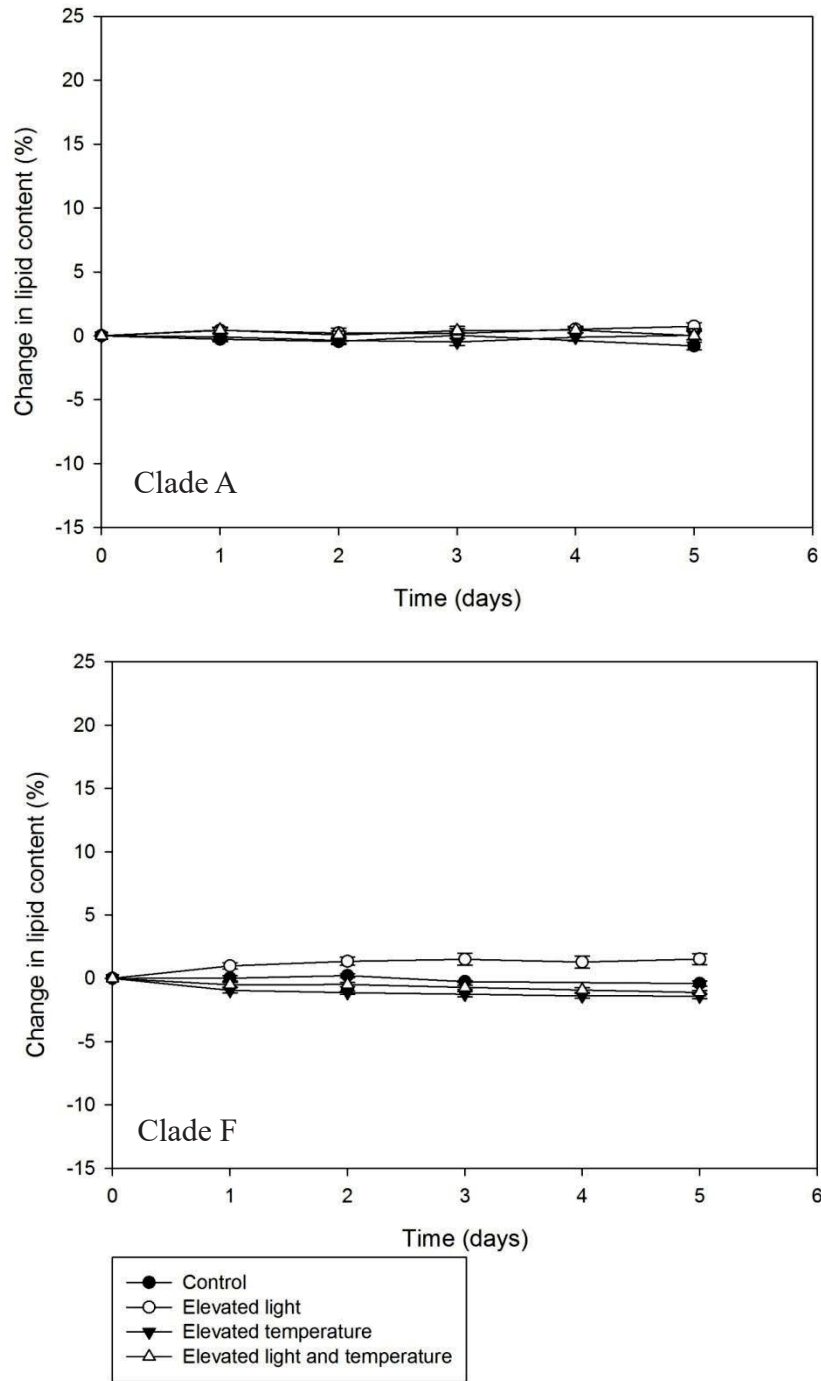 25
20
15
10
5
0
-5
-10
-15
Change in lipid content (%)
Clade A
0 1 2 3 4 5 6
Time (days)
25
20
15
10
5
0
-5
-10
-15
Change in lipid content (%)
Clade F
0 1 2 3 4 5 6
Time (days)
Control
Elevated light
Elevated temperature
Elevated light and temperature